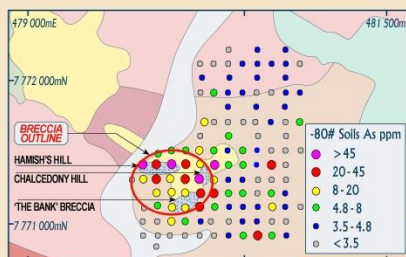 479 000mE
481 500mE
7 772 000mN
BRECCIA
OUTLINE
HAMISH'S HILL
CHALCEDONY HILL
'THE BANK' BRECCIA
7 771 000mN
-80# Soils As ppm
>45
20-45
8-20
4.8-8
3.5-4.8
<3.5